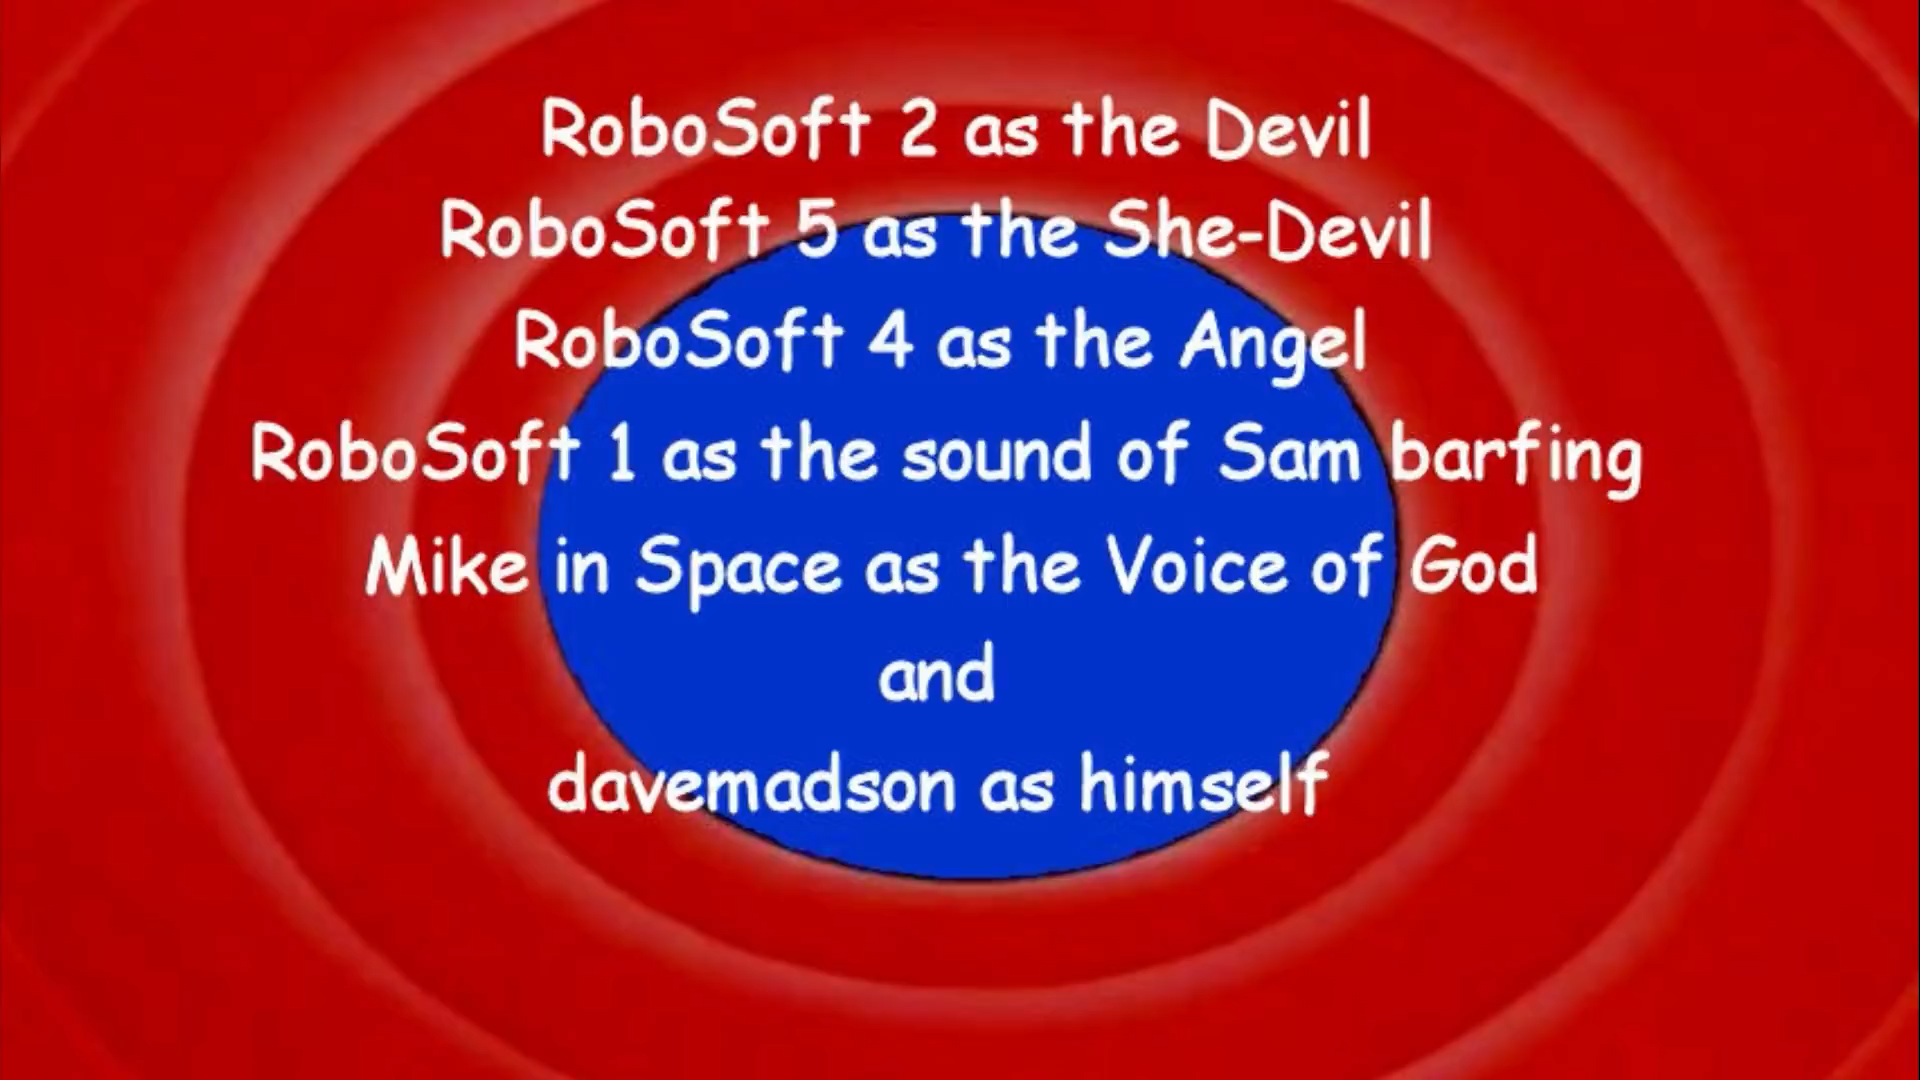 RoboSoft 2 as the Devil
RoboSoft 5 as the She-Devil
RoboSoft 4 as the Angel
RoboSoft 1 as the sound of Sam barfing
Mike in Space as the Voice of God
and
davemadson as himself